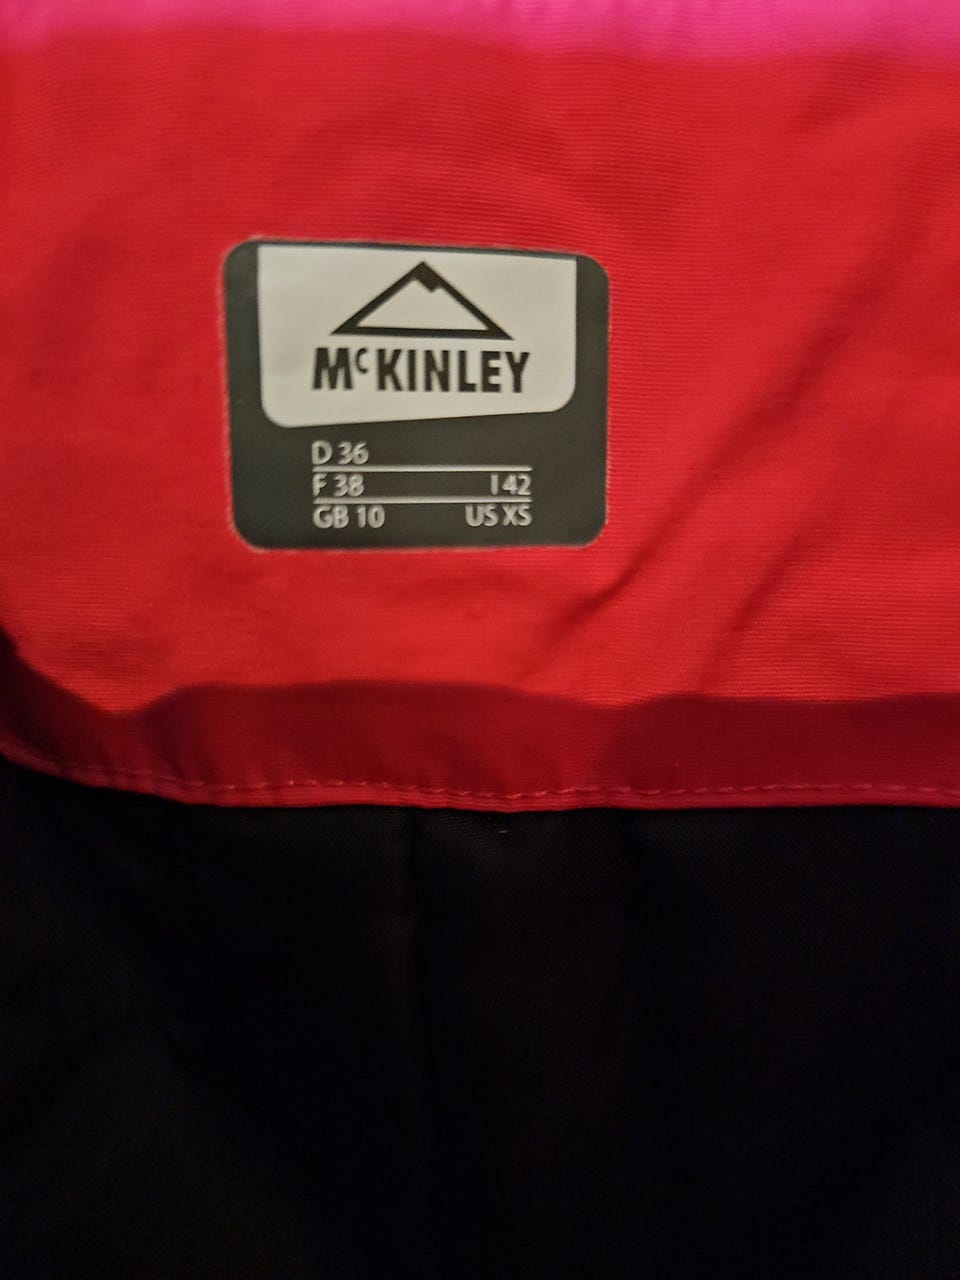 McKINLEY
D 36
F 38 I 42
GB 10 US XS